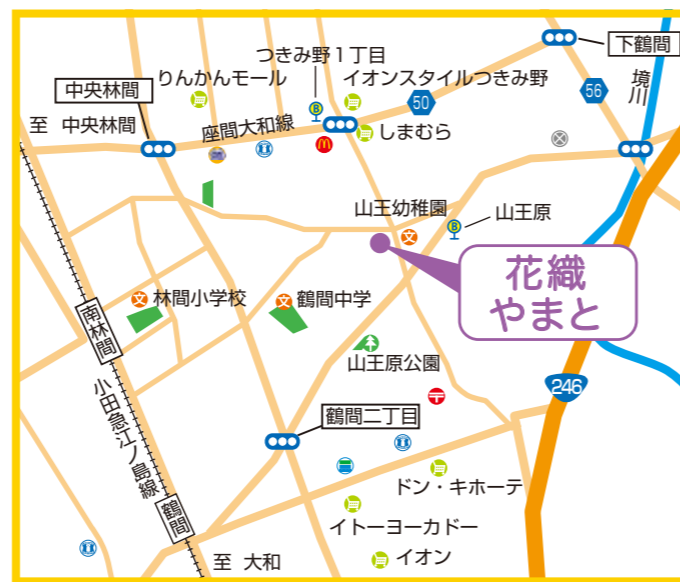 下鶴間
つきみ野1丁目
りんかんモール
イオンスタイルつきみ野
中央林間
50
56
境川
至 中央林間
座間大和線
しまむら
山王幼稚園
文
山王原
B
B
花織
やまと
文
林間小学校
文
鶴間中学
南林間
山王原公園
246
小田急江ノ島線
鶴間二丁目
ドン・キホーテ
イトーヨーカドー
鶴間
至 大和
イオン